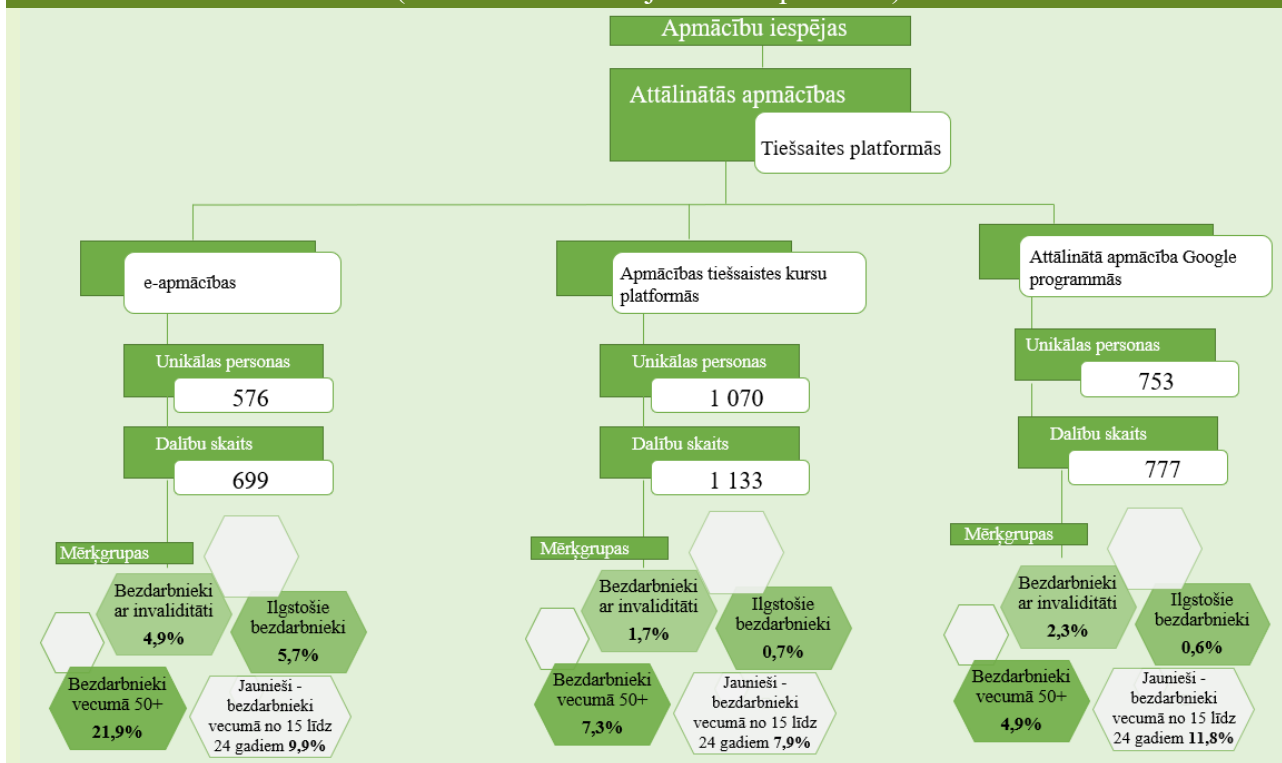 Apmācību iespējas
Attālinātās apmācības
Tiešsaites platformās
e-apmācības
Unikālas personas
576
Dalību skaits
699
Mērķgrupas
Bezdarbnieki
ar invaliditāti
4,9%
Ilgstošie
bezdarbnieki
5,7%
Bezdarbnieki
vecumā 50+
21,9%
Jaunieši -
bezdarbnieki
vecumā no 15 līdz
24 gadiem 9,9%
Apmācības tiešsaistes kursu
platformās
Unikālas personas
1 070
Dalību skaits
1 133
Mērķgrupas
Bezdarbnieki
ar invaliditāti
1,7%
Ilgstošie
bezdarbnieki
0,7%
Bezdarbnieki
vecumā 50+
7,3%
Jaunieši -
bezdarbnieki
vecumā no 15 līdz
24 gadiem 7,9%
Attālinātā apmācība Google
programmās
Unikālas personas
753
Dalību skaits
777
Mērķgrupas
Bezdarbnieki
ar invaliditāti
2,3%
Ilgstošie
bezdarbnieki
0,6%
Bezdarbnieki
vecumā 50+
4,9%
Jaunieši -
bezdarbnieki
vecumā no 15 līdz
24 gadiem 11,8%